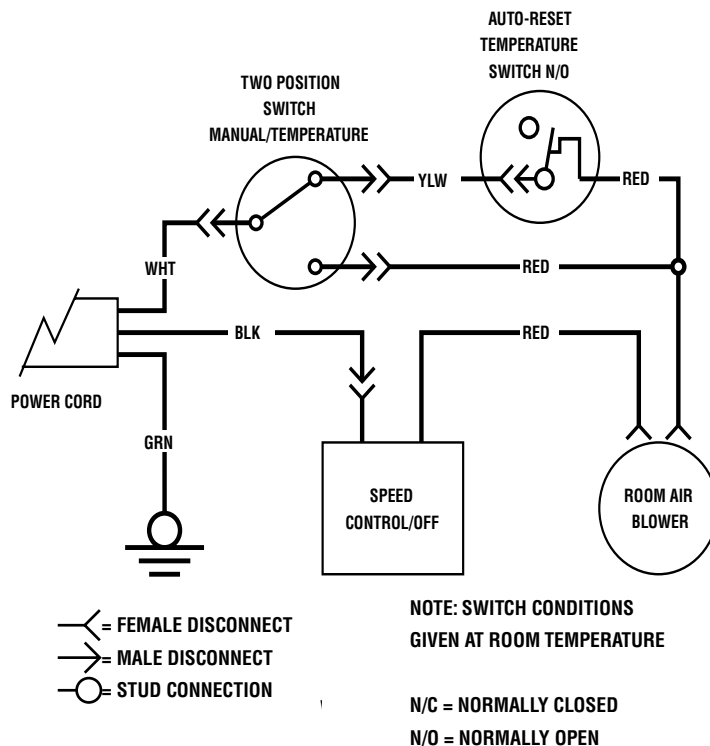 AUTO-RESET
TEMPERATURE
SWITCH N/O
TWO POSITION
SWITCH
MANUAL/TEMPERATURE
YLW
RED
WHT
RED
BLK
RED
POWER CORD
GRN
SPEED
CONTROL/OFF
ROOM AIR
BLOWER
= FEMALE DISCONNECT
= MALE DISCONNECT
= STUD CONNECTION
NOTE: SWITCH CONDITIONS
GIVEN AT ROOM TEMPERATURE
N/C = NORMALLY CLOSED
N/O = NORMALLY OPEN